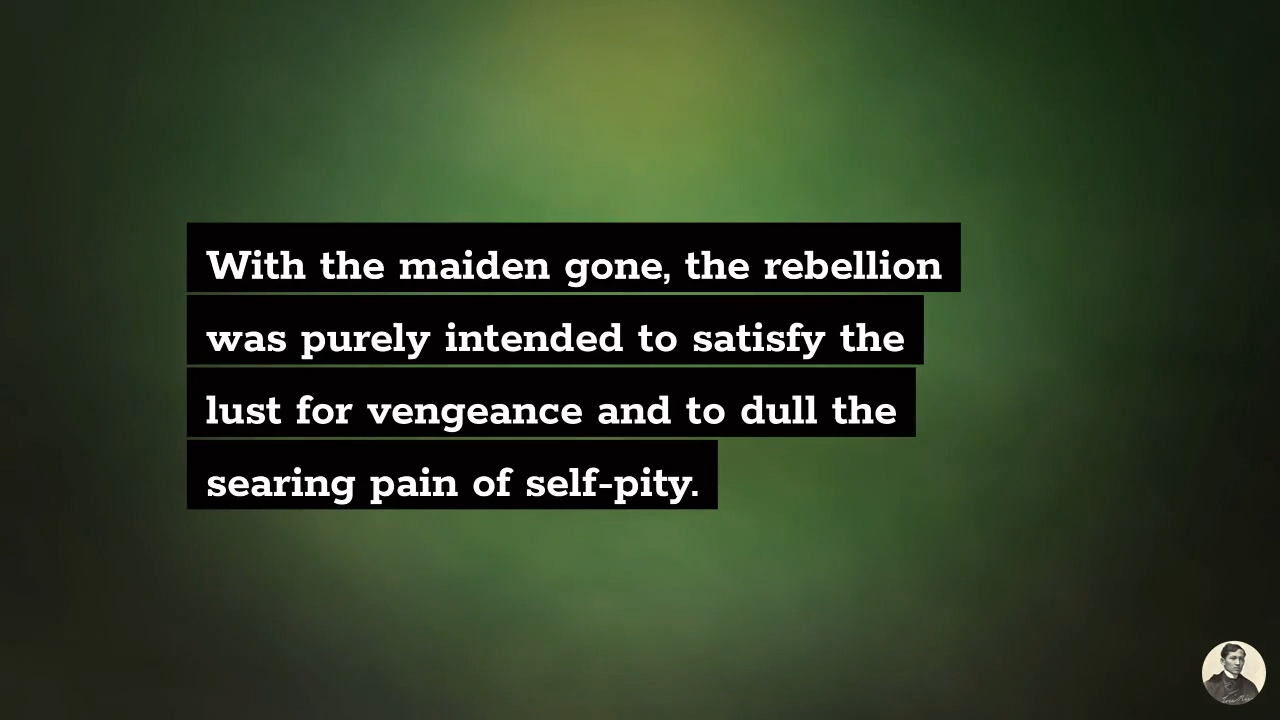 With the maiden gone, the rebellion
was purely intended to satisfy the
lust for vengeance and to dull the
searing pain of self-pity.